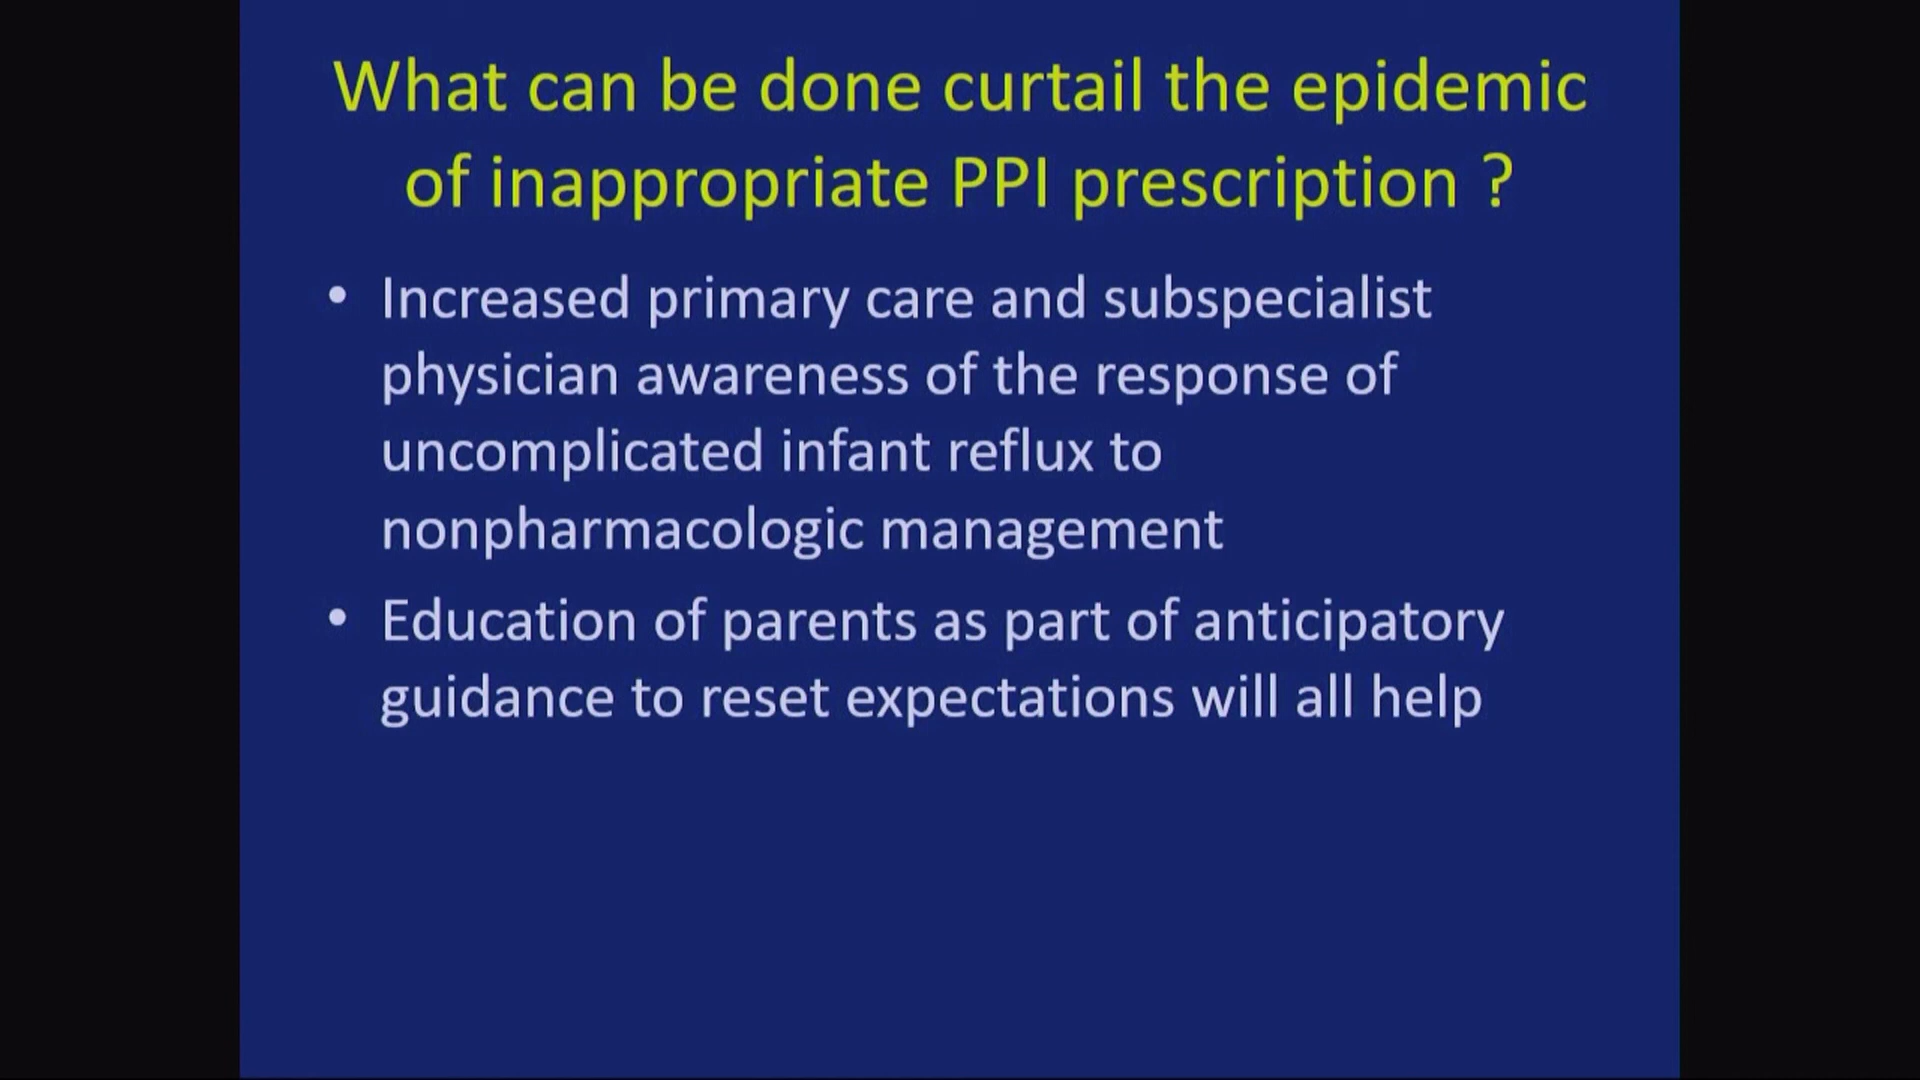 What can be done curtail the epidemic
of inappropriate PPI prescription ?
• Increased primary care and subspecialist
physician awareness of the response of
uncomplicated infant reflux to
nonpharmacologic management
• Education of parents as part of anticipatory
guidance to reset expectations will all help